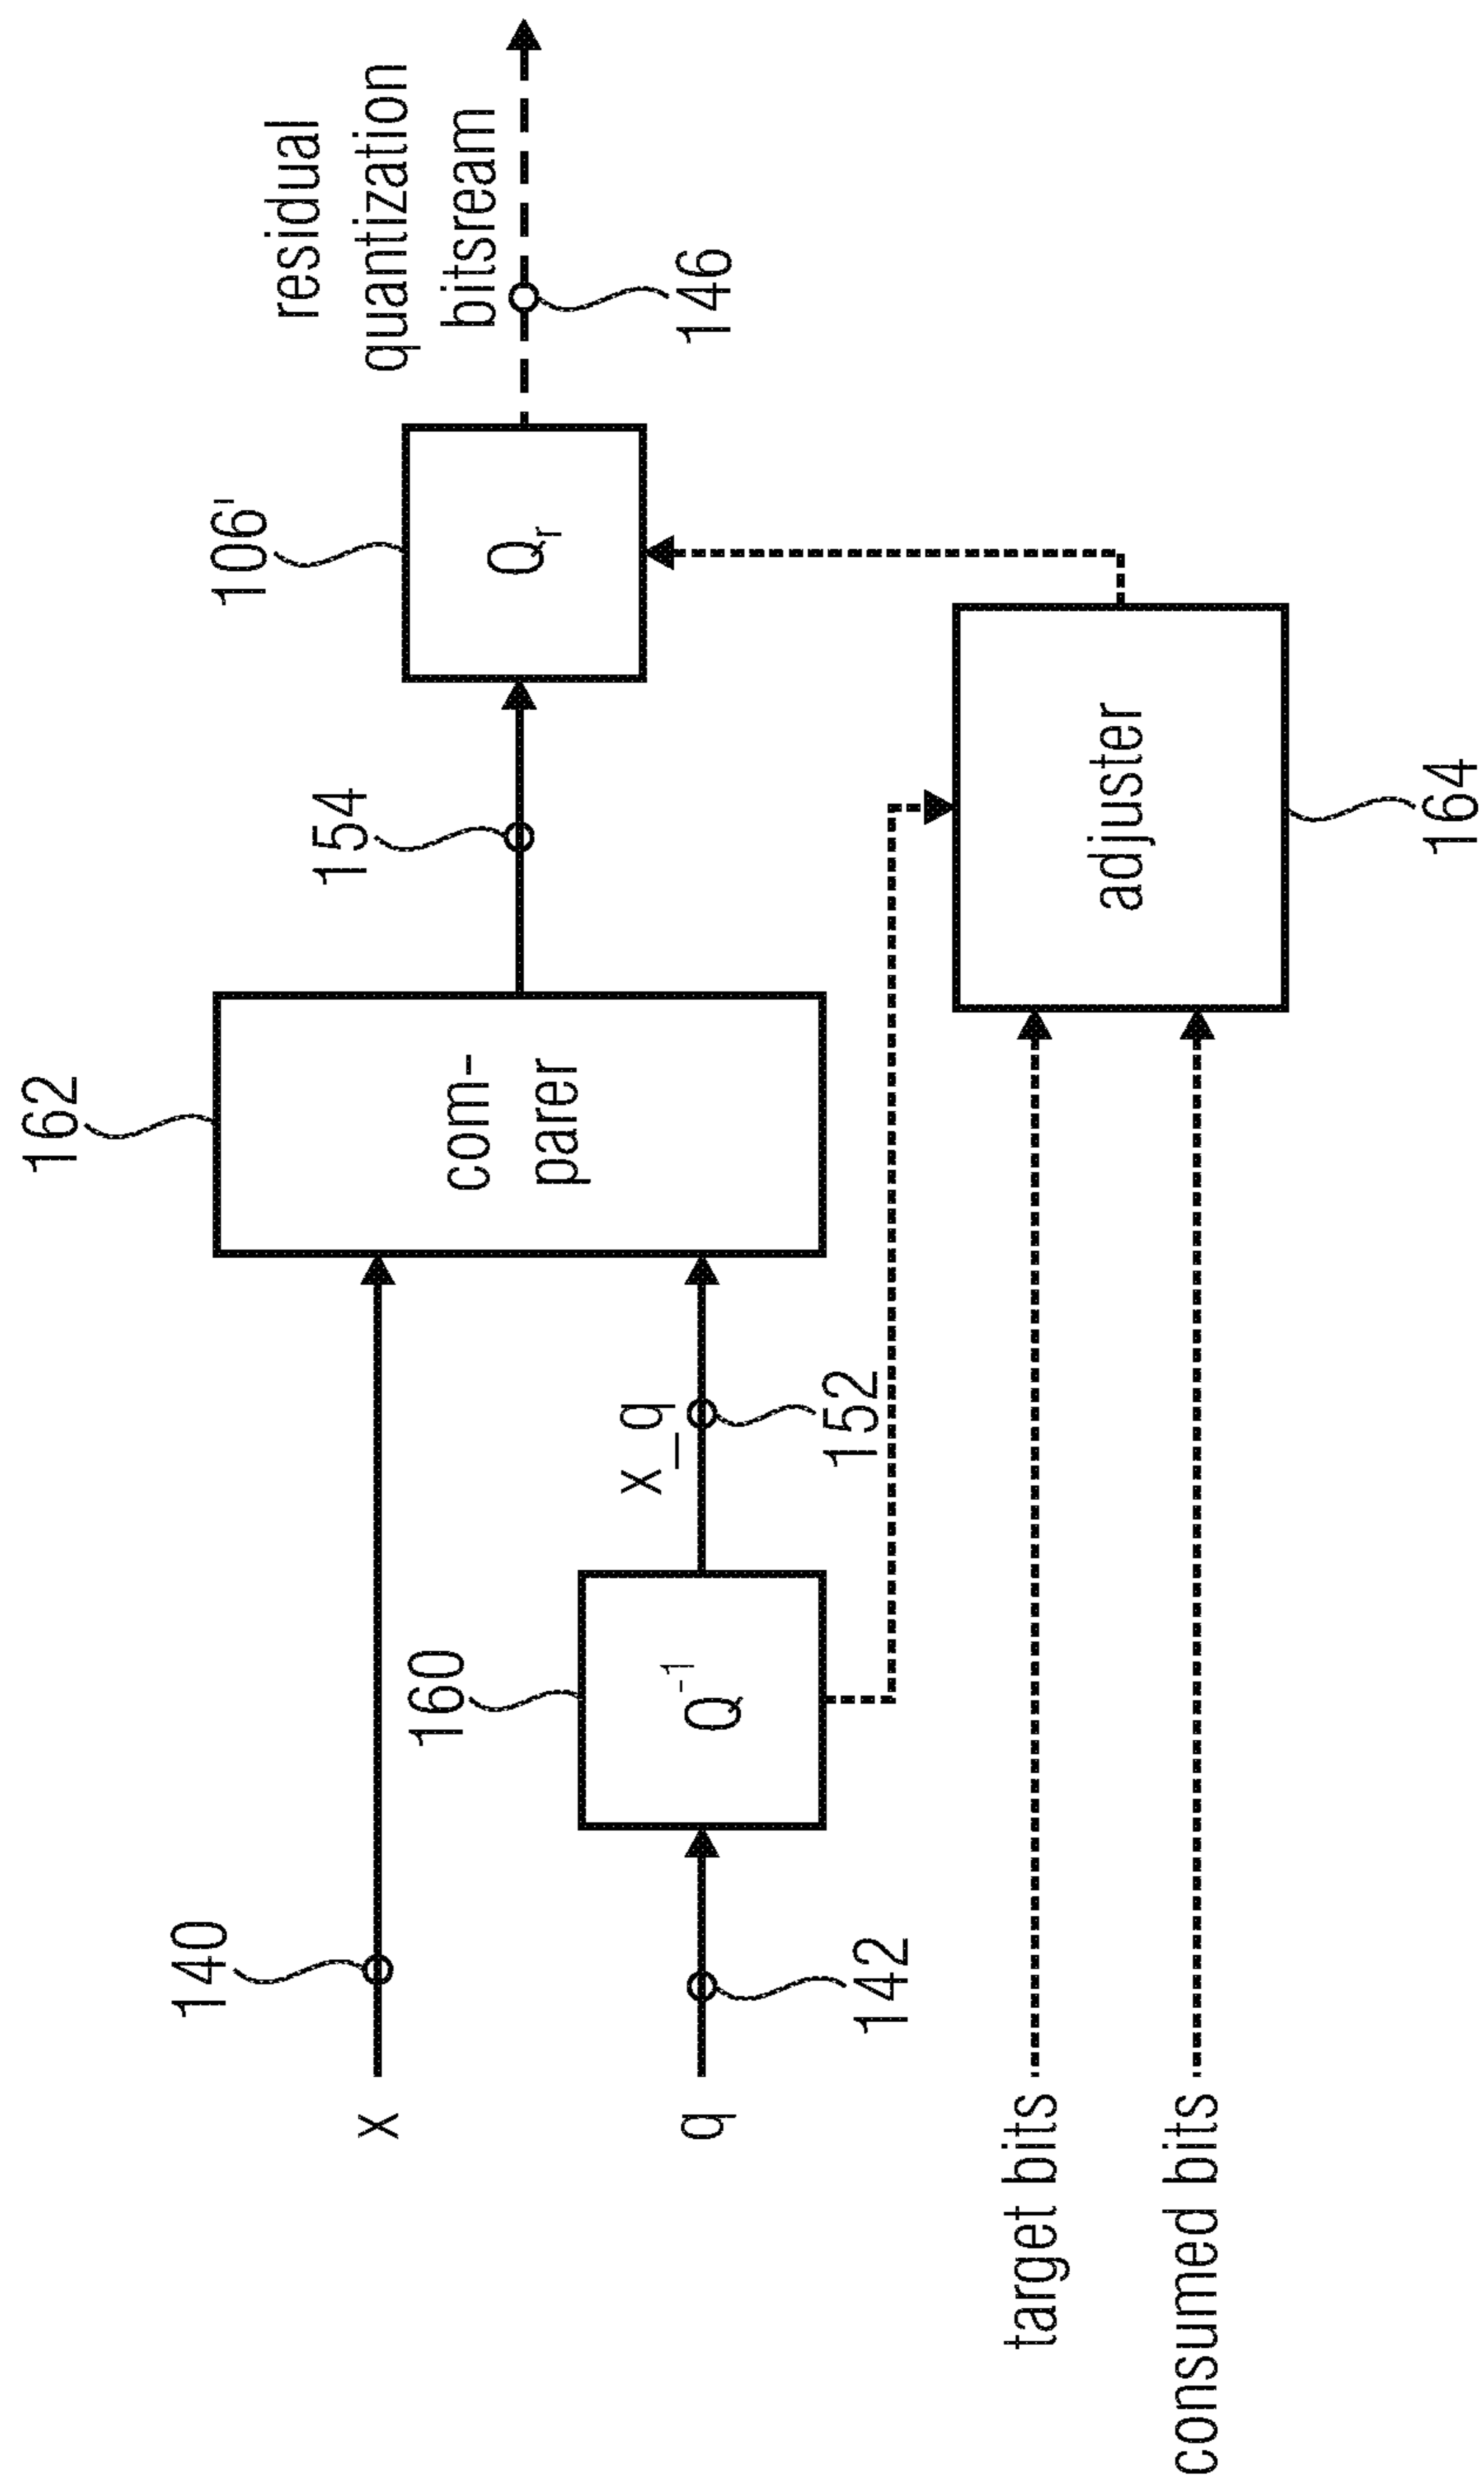 162
106'
residual
quantization
bitsream
140
154
x
com-
parer
Qr
146
160
x_q
q
Q-1
142
152
target bits
adjuster
consumed bits
164